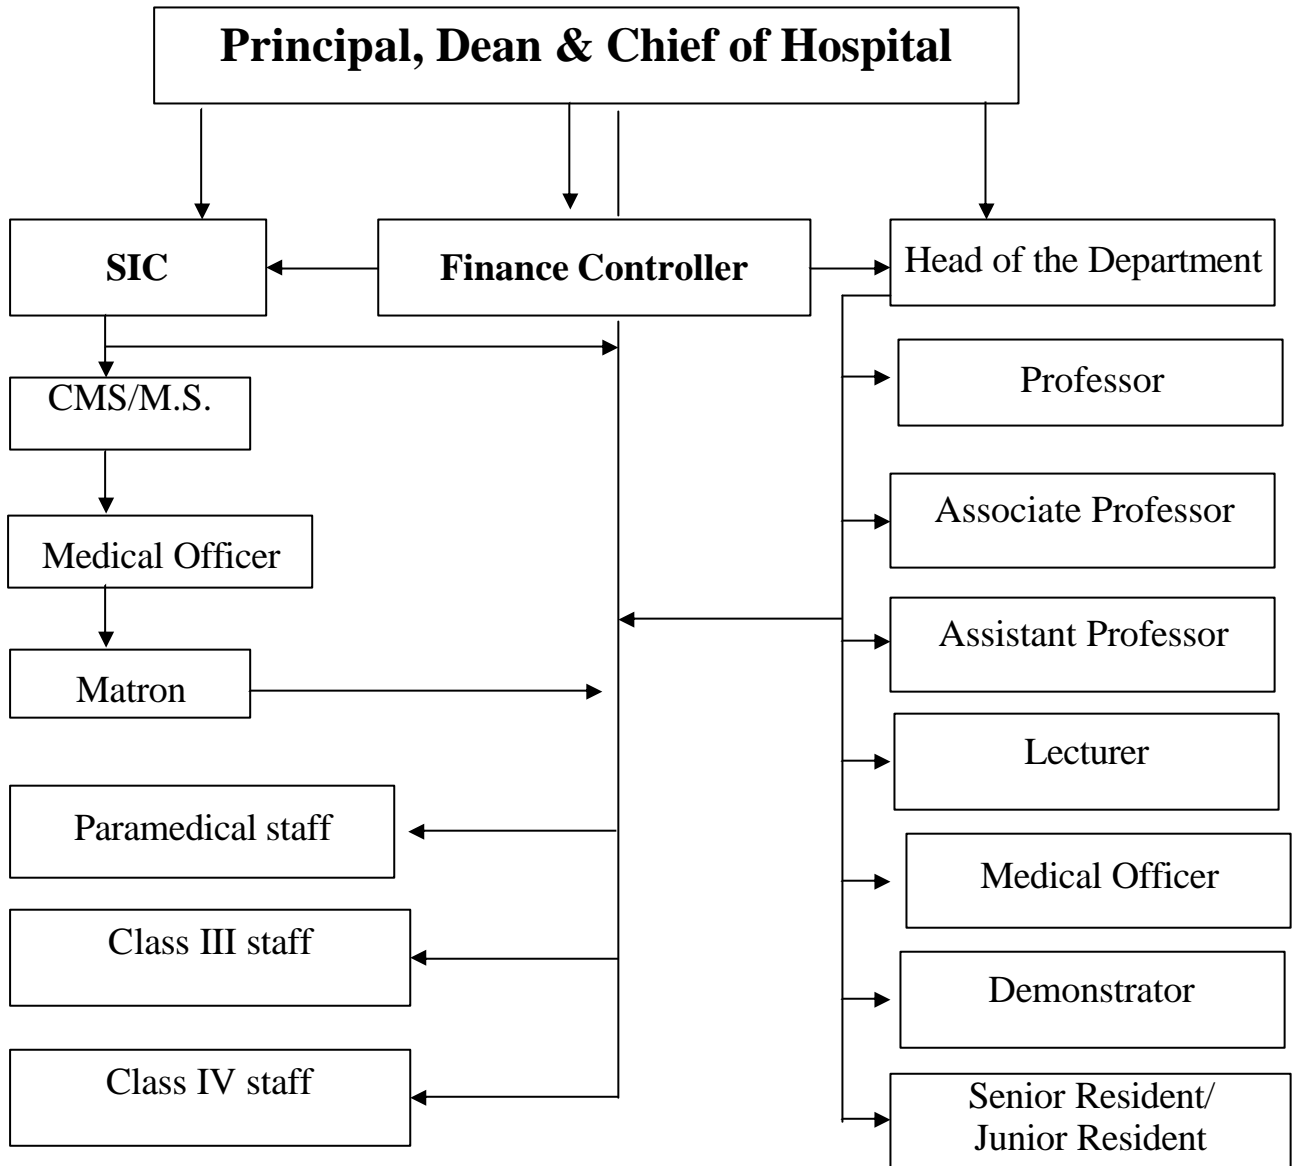 Principal, Dean & Chief of Hospital
SIC
Finance Controller
Head of the Department
CMS/M.S.
Professor
Medical Officer
Associate Professor
Matron
Assistant Professor
Lecturer
Paramedical staff
Medical Officer
Class III staff
Demonstrator
Class IV staff
Senior Resident/
Junior Resident